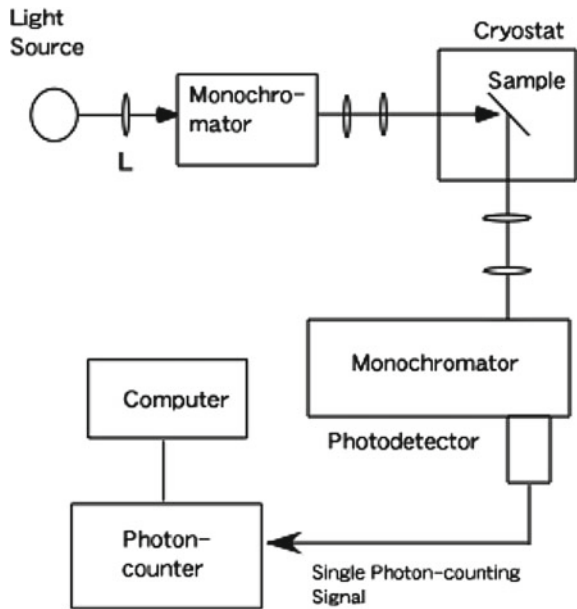 Light
Source
L
Monochro-
mator
Cryostat
Sample
Monochromator
Photodetector
Computer
Photon-
counter
Single Photon-counting
Signal